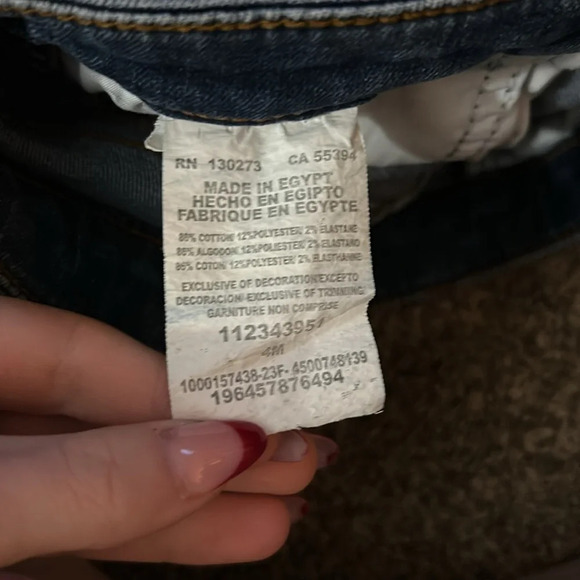 RN 130273 CA 55394
MADE IN EGYPT
HECHO EN EGIPTO
FABRIQUE EN EGYPTE
86% COTTON 12%POLYESTER 2% ELASTANE
86% ALGODON 12%POLIESTER 2% ELASTANO
86% COTON 12%POLYESTER 2% ELASTHANNE
EXCLUSIVE OF DECORATION/EXCEPTO
DECORACION/EXCLUSIVE OF TRIMMING
GARNITURE NON COMPRISE
112343957
4M
1000157438-23F- 4500748139
196457876494